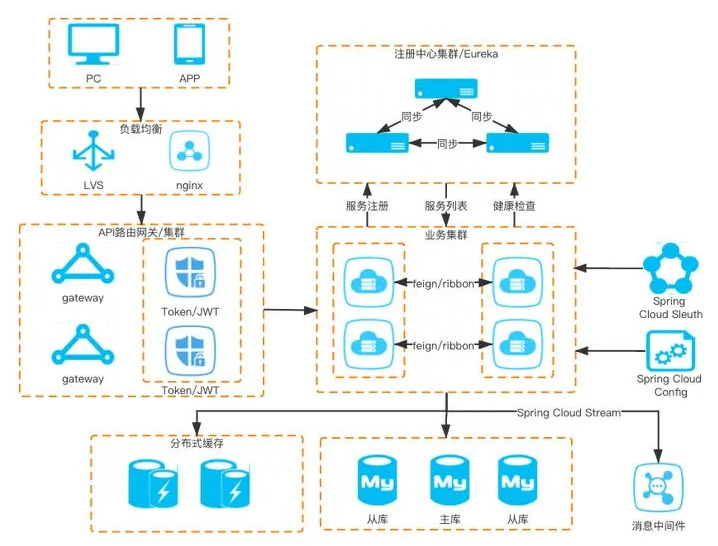 PC
APP
负载均衡
LVS
nginx
API路由网关/集群
gateway
Token/JWT
gateway
Token/JWT
注册中心集群/Eureka
同步
同步
同步
服务注册
服务列表
健康检查
业务集群
feign/ribbon
feign/ribbon
Spring
Cloud Sleuth
Spring Cloud
Config
Spring Cloud Stream
分布式缓存
My
My
My
从库
主库
从库
消息中间件